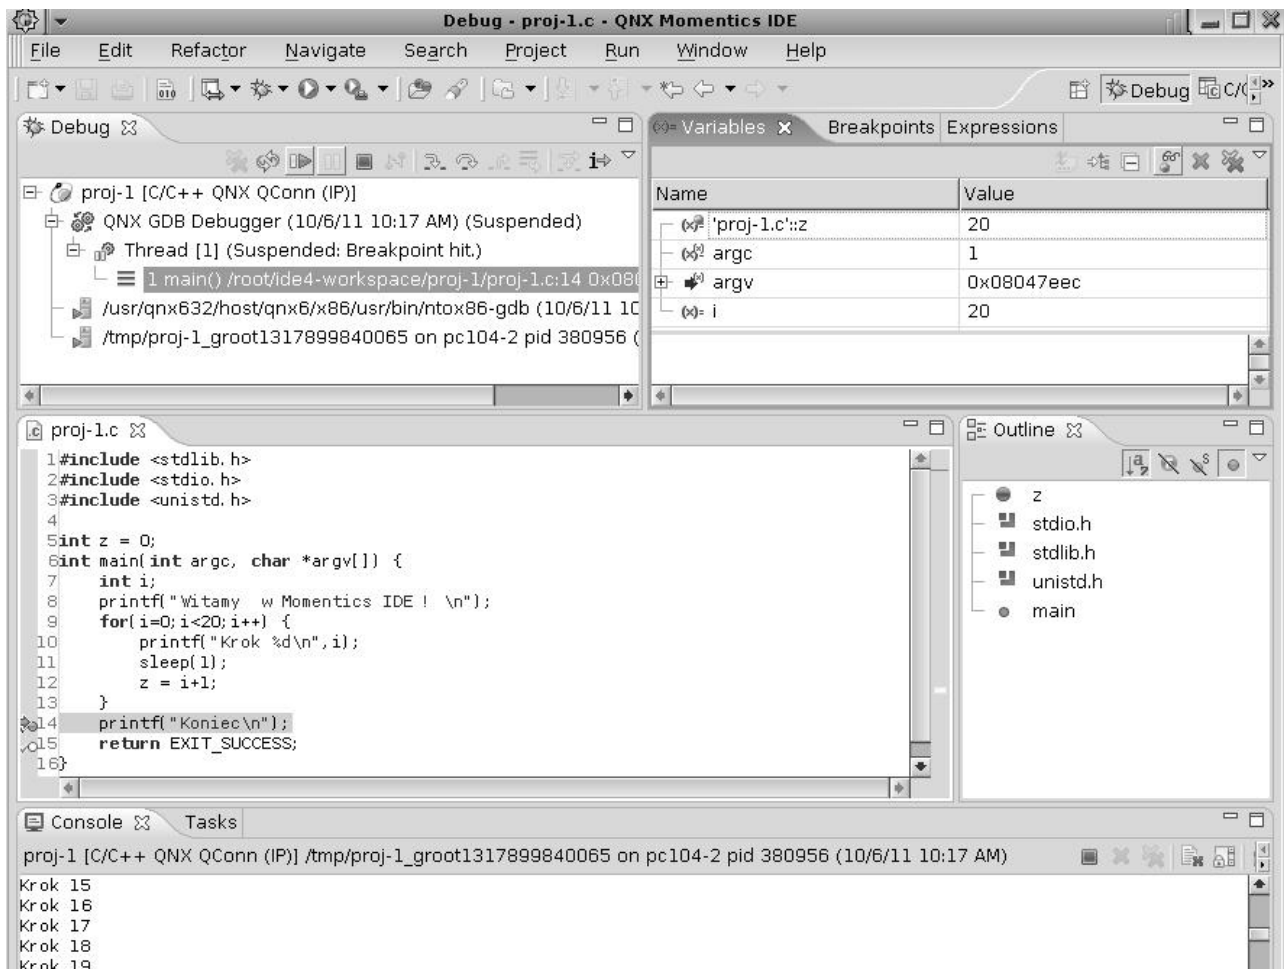 Debug - proj-1.c - QNX Momentics IDE
File Edit Refactor Navigate Search Project Run Window Help
Debug C/C
Debug
proj-1 [C/C++ QNX QConn (IP)]
QNX GDB Debugger (10/6/11 10:17 AM) (Suspended)
Thread [1] (Suspended: Breakpoint hit.)
1 main() /root/ide4-workspace/proj-1/proj-1.c:14 0x080
/usr/qnx632/host/qnx6/x86/usr/bin/ntox86-gdb (10/6/11 10
/tmp/proj-1_groot1317899840065 on pc104-2 pid 380956 (
(x)= Variables Breakpoints Expressions
Name Value
'proj-1.c'::z 20
argc 1
argv 0x08047eec
(x)= i 20
.c proj-1.c
1 #include <stdlib.h>
2 #include <stdio.h>
3 #include <unistd.h>
4
5 int z = 0;
6 int main(int argc, char *argv[]) {
7 int i;
8 printf("Witamy w Momentics IDE ! \n");
9 for(i=0;i<20;i++) {
10 printf("Krok %d\n",i);
11 sleep(1);
12 z = i+1;
13 }
14 printf("Koniec\n");
15 return EXIT_SUCCESS;
16 }
Outline
z
stdio.h
stdlib.h
unistd.h
main
Console Tasks
proj-1 [C/C++ QNX QConn (IP)] /tmp/proj-1_groot1317899840065 on pc104-2 pid 380956 (10/6/11 10:17 AM)
Krok 15
Krok 16
Krok 17
Krok 18
Krok 19